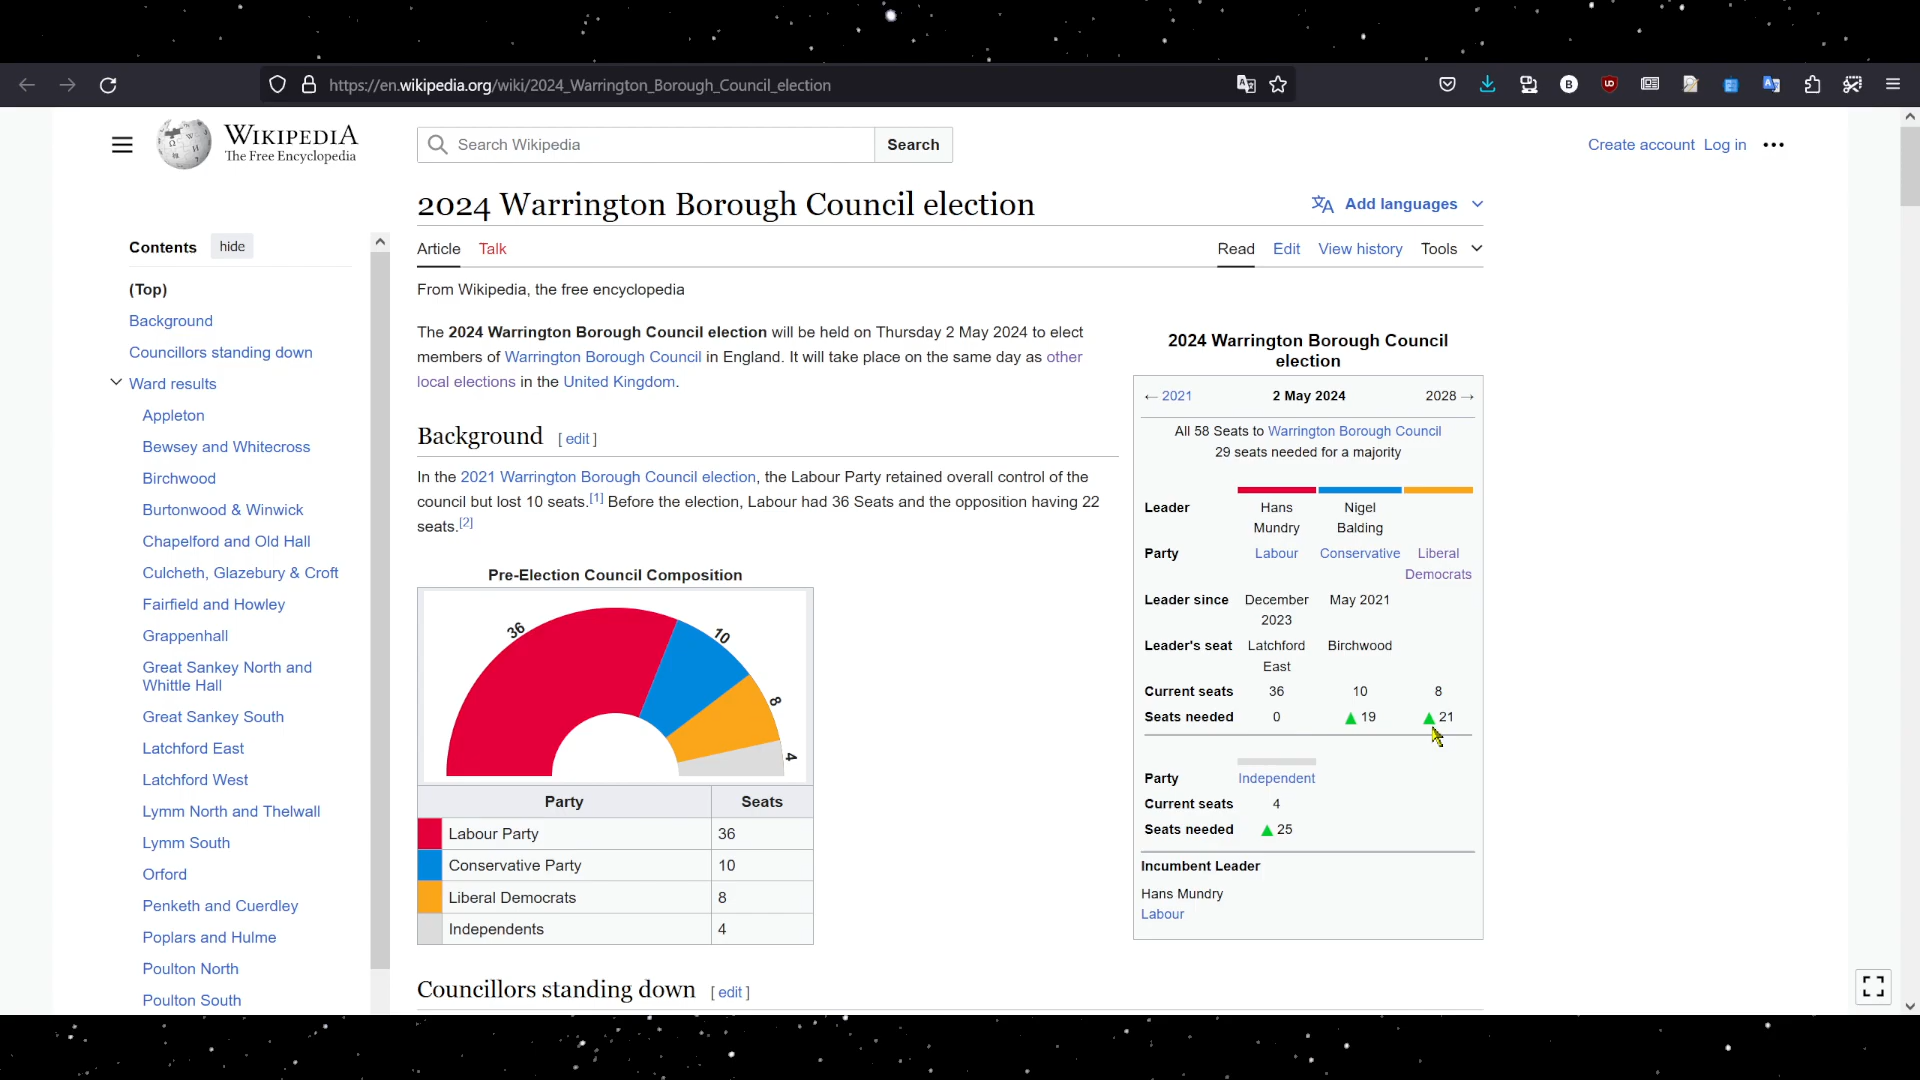 https://en.wikipedia.org/wiki/2024_Warrington_Borough_Council_election
WIKIPEDIA
The Free Encyclopedia
Search Wikipedia
Search
Create account Log in
2024 Warrington Borough Council election
Add languages
Contents hide
(Top)
Background
Councillors standing down
Ward results
Appleton
Bewsey and Whitecross
Birchwood
Burtonwood & Winwick
Chapelford and Old Hall
Culcheth, Glazebury & Croft
Fairfield and Howley
Grappenhall
Great Sankey North and
Whittle Hall
Great Sankey South
Latchford East
Latchford West
Lymm North and Thelwall
Lymm South
Orford
Penketh and Cuerdley
Poplars and Hulme
Poulton North
Poulton South
Article Talk
Read Edit View history Tools
From Wikipedia, the free encyclopedia
The 2024 Warrington Borough Council election will be held on Thursday 2 May 2024 to elect
members of Warrington Borough Council in England. It will take place on the same day as other
local elections in the United Kingdom.
Background [ edit ]
In the 2021 Warrington Borough Council election, the Labour Party retained overall control of the
council but lost 10 seats.[1] Before the election, Labour had 36 Seats and the opposition having 22
seats.[2]
Pre-Election Council Composition
36
10
8
4
Party Seats
Labour Party 36
Conservative Party 10
Liberal Democrats 8
Independents 4
Councillors standing down [ edit ]
2024 Warrington Borough Council
election
← 2021 2 May 2024 2028 →
All 58 Seats to Warrington Borough Council
29 seats needed for a majority
Leader Hans Nigel
Mundry Balding
Party Labour Conservative Liberal
Democrats
Leader since December May 2021
2023
Leader's seat Latchford Birchwood
East
Current seats 36 10 8
Seats needed 0 ▲ 19 ▲ 21
Party Independent
Current seats 4
Seats needed ▲ 25
Incumbent Leader
Hans Mundry
Labour